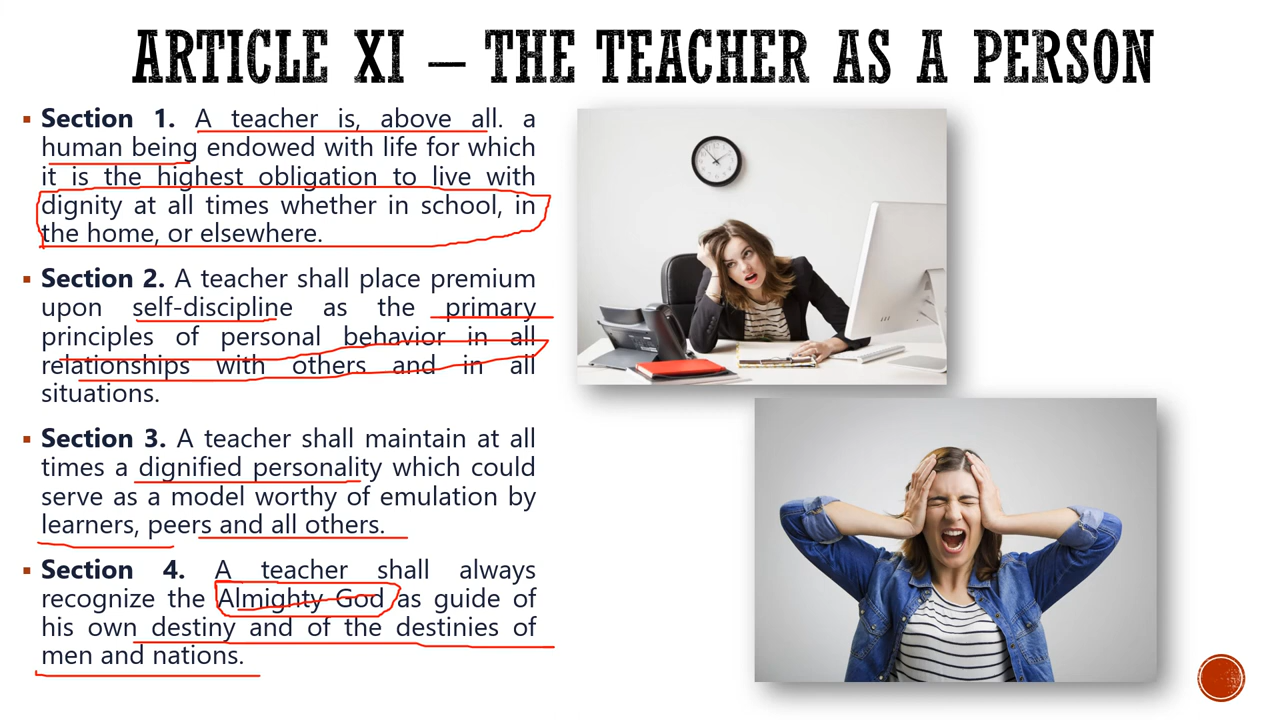 ARTICLE XI – THE TEACHER AS A PERSON
▪ Section 1. A teacher is, above all. a
human being endowed with life for which
it is the highest obligation to live with
dignity at all times whether in school, in
the home, or elsewhere.
▪ Section 2. A teacher shall place premium
upon self-discipline as the primary
principles of personal behavior in all
relationships with others and in all
situations.
▪ Section 3. A teacher shall maintain at all
times a dignified personality which could
serve as a model worthy of emulation by
learners, peers and all others.
▪ Section 4. A teacher shall always
recognize the Almighty God as guide of
his own destiny and of the destinies of
men and nations.